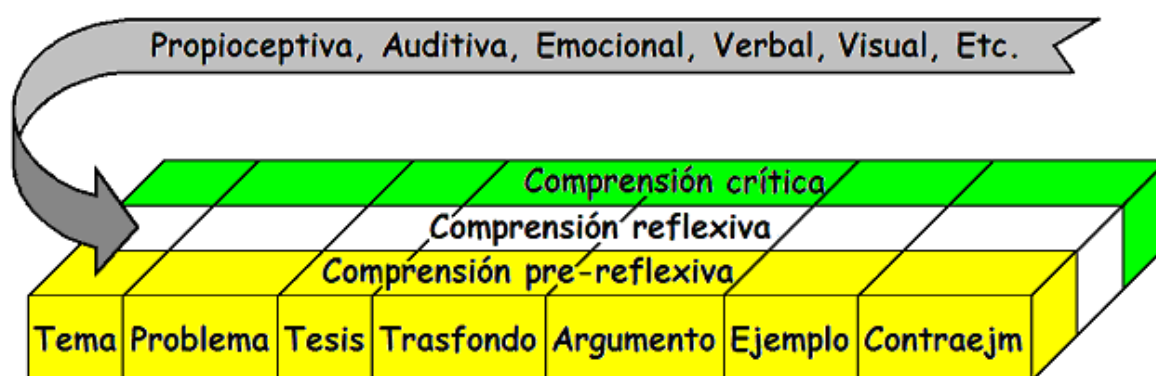 Propioceptiva, Auditiva, Emocional, Verbal, Visual, Etc.
Comprensión crítica
Comprensión reflexiva
Comprensión pre-reflexiva
Tema Problema Tesis Trasfondo Argumento Ejemplo Contraejm